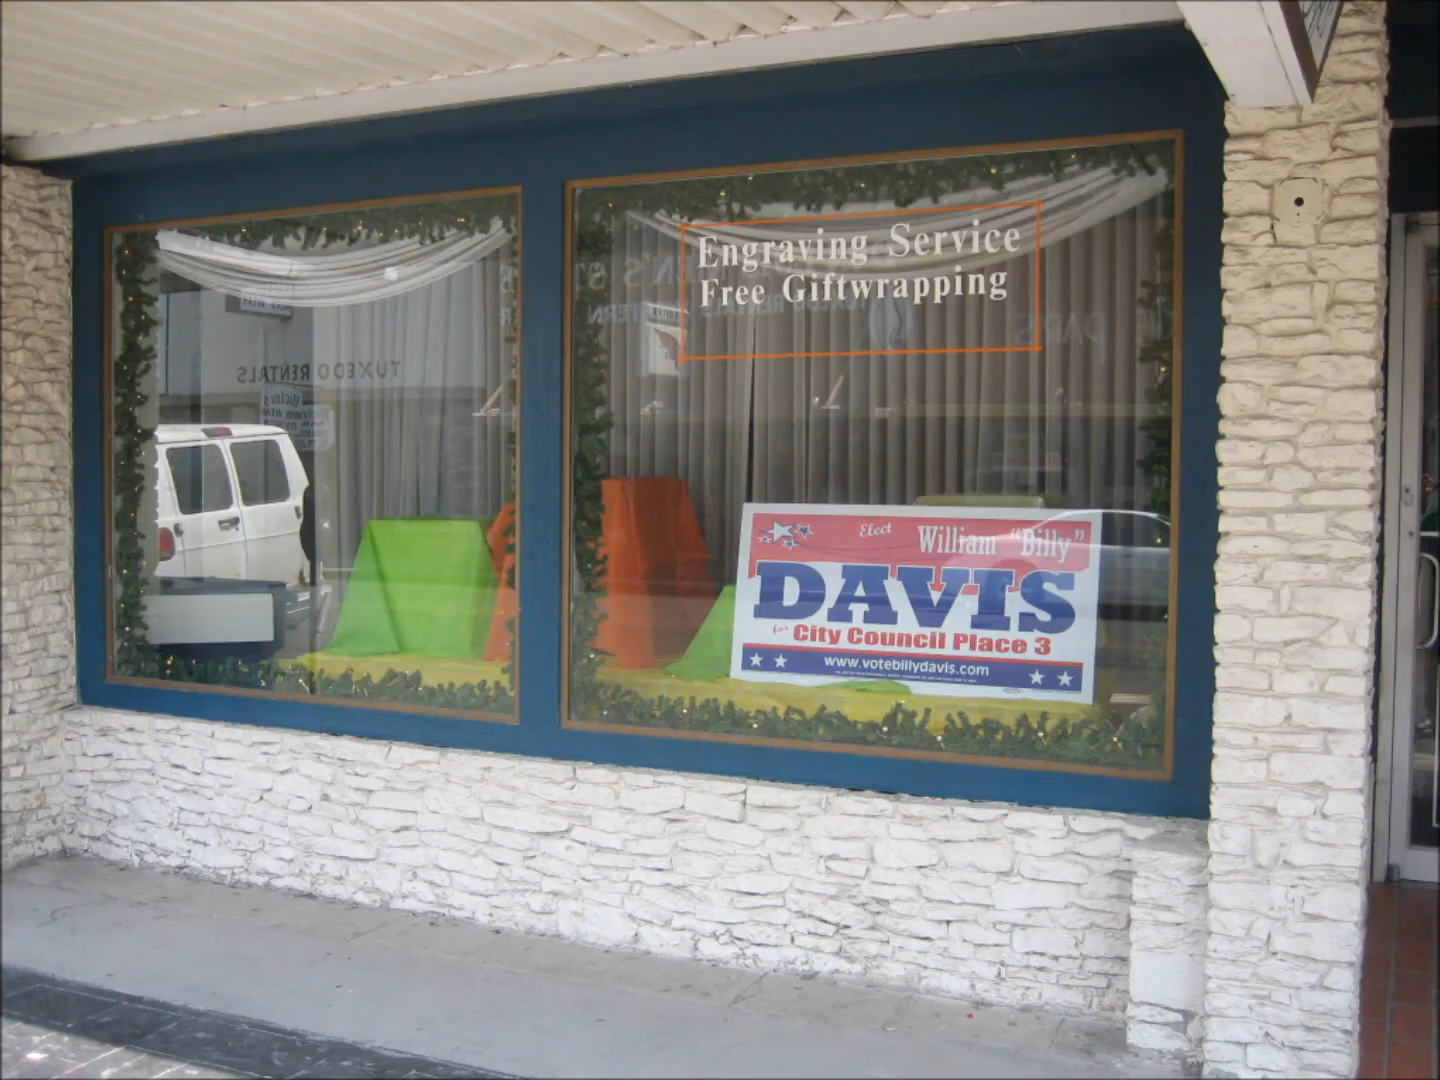 Engraving Service
Free Giftwrapping
TUXEDO RENTALS
Elect William "Billy"
DAVIS
for City Council Place 3
www.votebillydavis.com